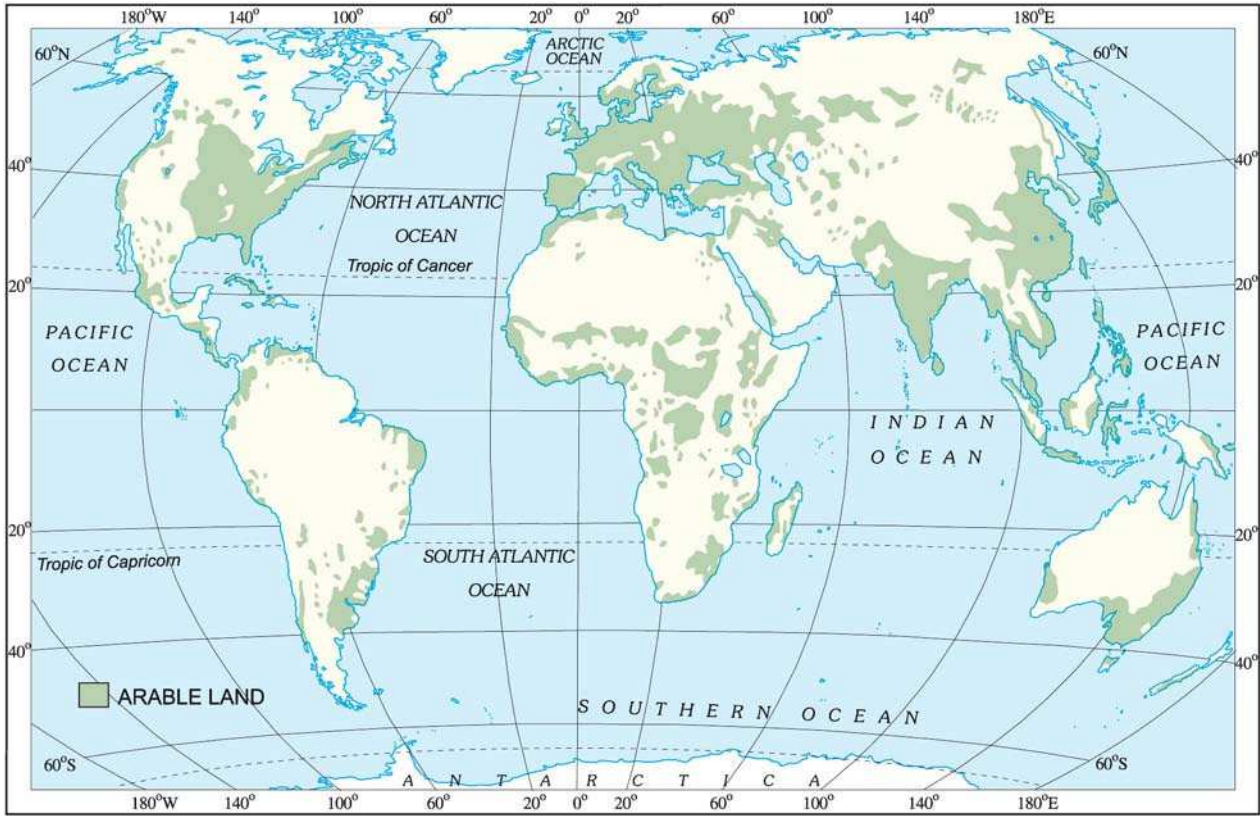 180°W 140° 100° 60° 20° 0° 20° 60° 100° 140° 180°E
60°N
ARCTIC
OCEAN
60°N
40°
40°
NORTH ATLANTIC
OCEAN
Tropic of Cancer
20°
20°
PACIFIC
OCEAN
PACIFIC
OCEAN
INDIAN
OCEAN
20°
20°
Tropic of Capricorn
SOUTH ATLANTIC
OCEAN
40°
40°
ARABLE LAND
SOUTHERN OCEAN
60°S
60°S
ANTARCTICA
180°W 140° 100° 60° 20° 0° 20° 60° 100° 140° 180°E